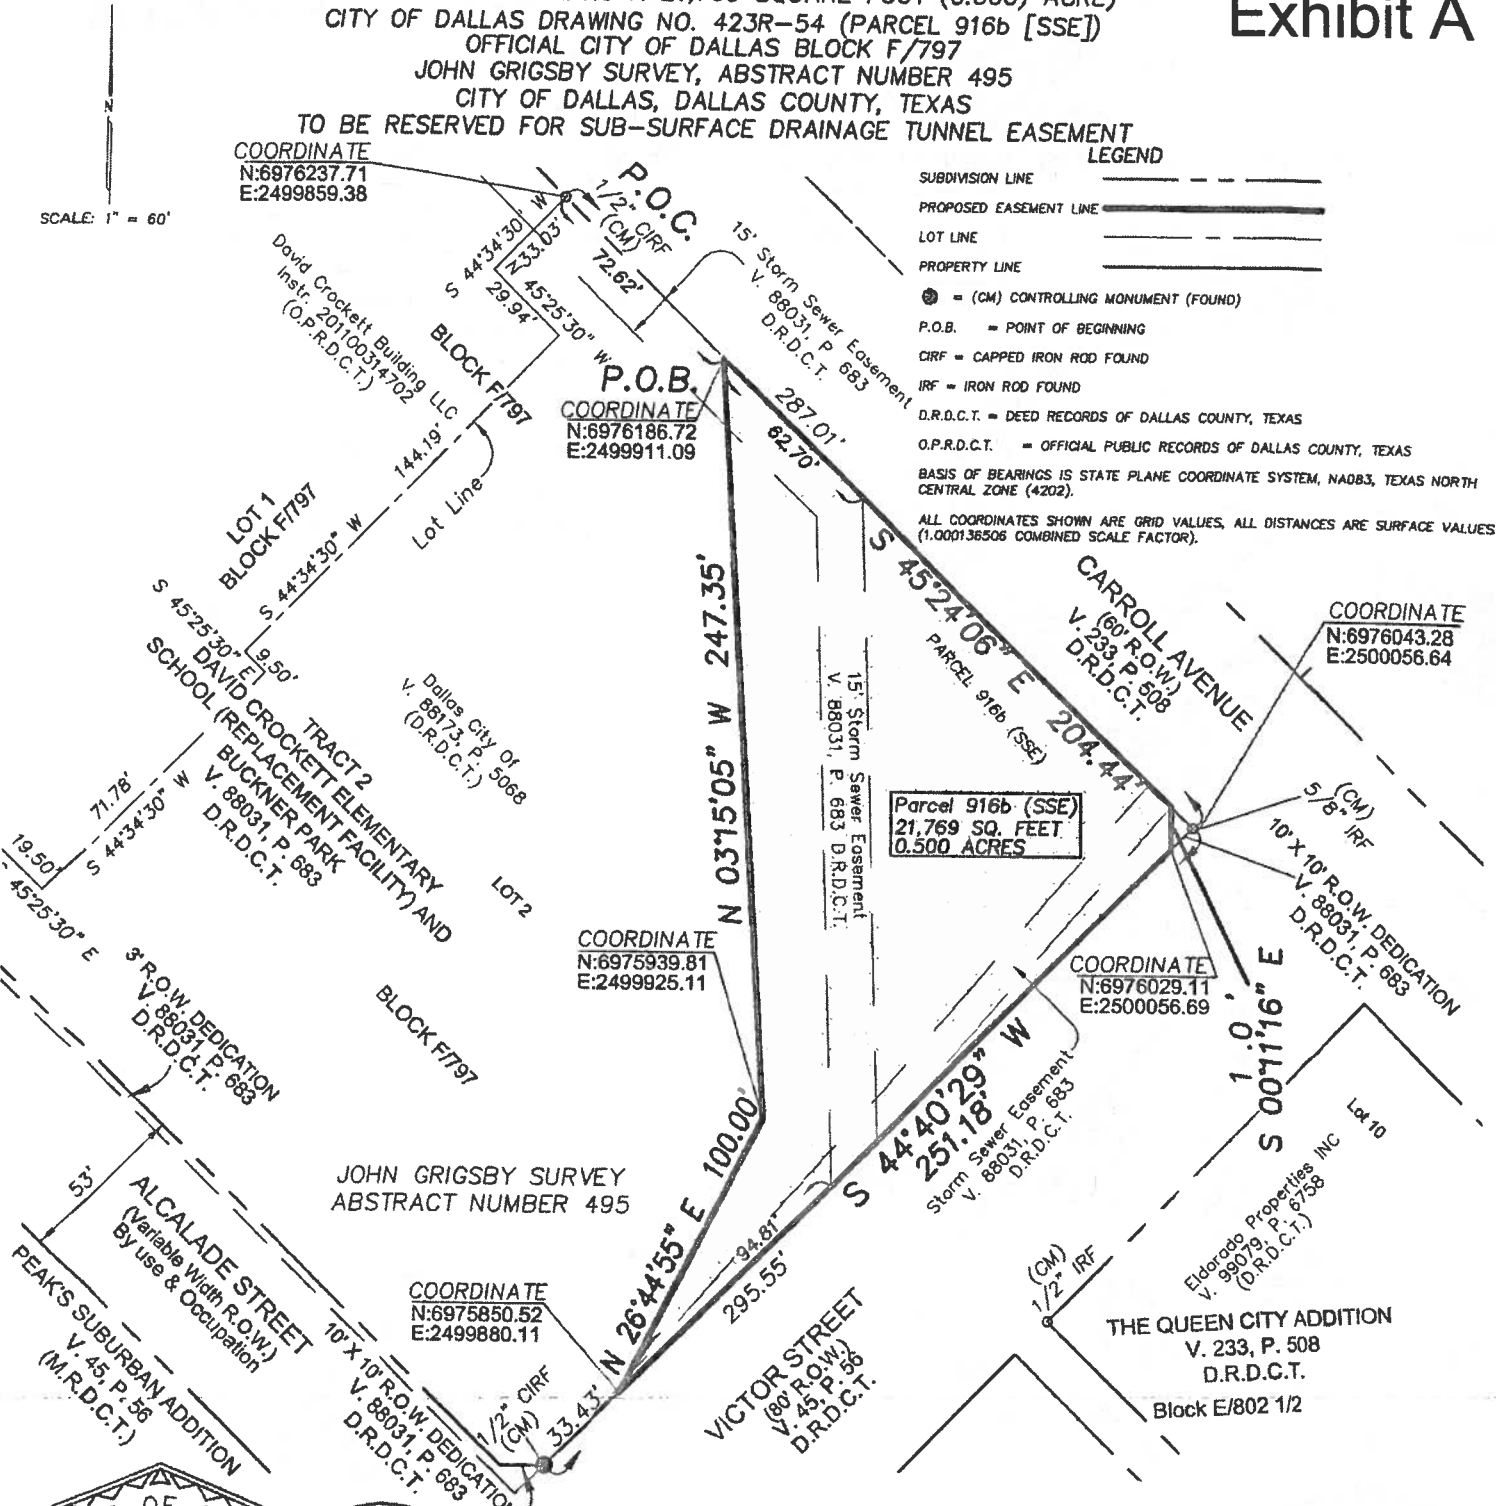 Exhibit A
CITY OF DALLAS DRAWING NO. 423R-54 (PARCEL 916b [SSE])
OFFICIAL CITY OF DALLAS BLOCK F/797
JOHN GRIGSBY SURVEY, ABSTRACT NUMBER 495
CITY OF DALLAS, DALLAS COUNTY, TEXAS
TO BE RESERVED FOR SUB-SURFACE DRAINAGE TUNNEL EASEMENT
N
SCALE: 1" = 60'
COORDINATE
N:6976237.71
E:2499859.38
P.O.C.
1/2" CIRF
(CM)
72.62'
S 44°34'30" W
33.03'
N 45°25'30" W
29.94'
15' Storm Sewer Easement
V. 88031, P. 683
D.R.D.C.T.
LEGEND
SUBDIVISION LINE
PROPOSED EASEMENT LINE
LOT LINE
PROPERTY LINE
= (CM) CONTROLLING MONUMENT (FOUND)
P.O.B. = POINT OF BEGINNING
CIRF = CAPPED IRON ROD FOUND
IRF = IRON ROD FOUND
D.R.D.C.T. = DEED RECORDS OF DALLAS COUNTY, TEXAS
O.P.R.D.C.T. = OFFICIAL PUBLIC RECORDS OF DALLAS COUNTY, TEXAS
BASIS OF BEARINGS IS STATE PLANE COORDINATE SYSTEM, NAD83, TEXAS NORTH
CENTRAL ZONE (4202).
ALL COORDINATES SHOWN ARE GRID VALUES, ALL DISTANCES ARE SURFACE VALUES
(1.000136506 COMBINED SCALE FACTOR).
David Crockett Building LLC
Instr. 201100314702
(O.P.R.D.C.T.)
BLOCK F/797
P.O.B.
COORDINATE
N:6976186.72
E:2499911.09
287.01'
62.70'
144.19'
Lot Line
LOT 1
BLOCK F/797
S 44°34'30" W
S 45°25'30" E
9.50'
S 45°24'06" E 204.44'
PARCEL 916b (SSE)
CARROLL AVENUE
(60' R.O.W.)
V. 233, P. 508
D.R.D.C.T.
COORDINATE
N:6976043.28
E:2500056.64
N 03°15'05" W 247.35'
15' Storm Sewer Easement
V. 88031, P. 683 D.R.D.C.T.
Dallas City Of
V. 88173, P. 5068
(D.R.D.C.T.)
TRACT 2
DAVID CROCKETT ELEMENTARY
SCHOOL (REPLACEMENT FACILITY) AND
BUCKNER PARK
V. 88031, P. 683
D.R.D.C.T.
71.78'
S 44°34'30" W
19.50'
45°25'30" E
LOT 2
Parcel 916b (SSE)
21,769 SQ. FEET
0.500 ACRES
(CM)
5/8" IRF
10' X 10' R.O.W. DEDICATION
V. 88031, P. 683
D.R.D.C.T.
COORDINATE
N:6975939.81
E:2499925.11
COORDINATE
N:6976029.11
E:2500056.69
S 00°11'16" E
1.0'
3' R.O.W. DEDICATION
V. 88031, P. 683
D.R.D.C.T.
BLOCK F/797
S 44°40'29" W
251.18'
Storm Sewer Easement
V. 88031, P. 683
D.R.D.C.T.
JOHN GRIGSBY SURVEY
ABSTRACT NUMBER 495
N 26°44'55" E 100.00'
94.81'
295.55'
53'
ALCALADE STREET
(Variable Width R.O.W.)
By use & Occupation
PEAK'S SUBURBAN ADDITION
V. 45, P. 56
(M.R.D.C.T.)
COORDINATE
N:6975850.52
E:2499880.11
10' X 10' R.O.W. DEDICATION
V. 88031, P. 683
D.R.D.C.T.
1/2" CIRF
(CM)
33.43'
VICTOR STREET
(80' R.O.W.)
V. 45, P. 56
D.R.D.C.T.
(CM)
1/2" IRF
Lot 10
Eldorado Properties INC
V. 99079, P. 6758
(D.R.D.C.T.)
THE QUEEN CITY ADDITION
V. 233, P. 508
D.R.D.C.T.
Block E/802 1/2
OF